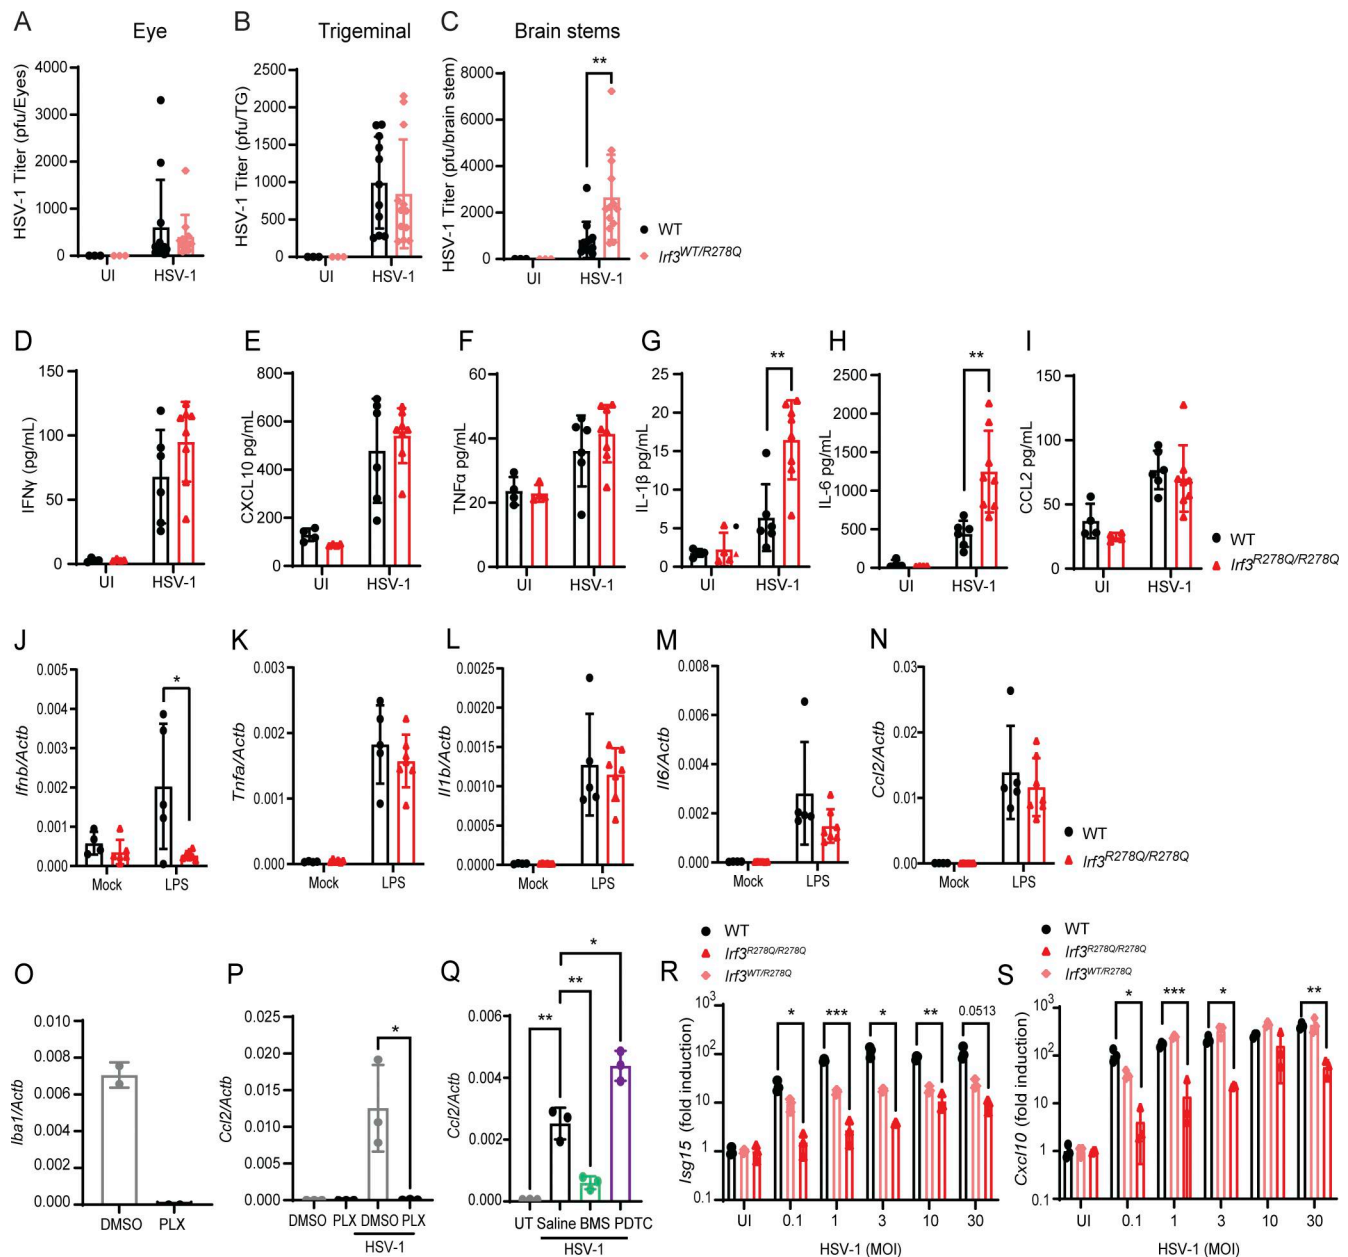 A Eye
B Trigeminal
C Brain stems
HSV-1 Titer (pfu/Eyes)
4000
3000
2000
1000
0
UI HSV-1
HSV-1 Titer (pfu/TG)
2500
2000
1500
1000
500
0
UI HSV-1
HSV-1 Titer (pfu/brain stem)
8000
6000
4000
2000
0
**
UI HSV-1
WT
Irf3WT/R278Q
D
IFNγ (pg/mL)
150
100
50
0
UI HSV-1
E
CXCL10 pg/mL
800
600
400
200
0
UI HSV-1
F
TNFα pg/mL
60
40
20
0
UI HSV-1
G
IL-1β pg/mL
25
20
15
10
5
0
**
UI HSV-1
H
IL-6 pg/mL
2500
2000
1500
1000
500
0
**
UI HSV-1
I
CCL2 pg/mL
150
100
50
0
UI HSV-1
WT
Irf3R278Q/R278Q
J
Ifnb/Actb
0.005
0.004
0.003
0.002
0.001
0.000
*
Mock LPS
K
Tnfa/Actb
0.003
0.002
0.001
0.000
Mock LPS
L
Il1b/Actb
0.0025
0.0020
0.0015
0.0010
0.0005
0.0000
Mock LPS
M
Il6/Actb
0.008
0.006
0.004
0.002
0.000
Mock LPS
N
Ccl2/Actb
0.03
0.02
0.01
0.00
Mock LPS
WT
Irf3R278Q/R278Q
O
Iba1/Actb
0.010
0.008
0.006
0.004
0.002
0.000
DMSO PLX
P
Ccl2/Actb
0.025
0.020
0.015
0.010
0.005
0.000
*
DMSO PLX DMSO PLX
HSV-1
Q
Ccl2/Actb
0.006
0.004
0.002
0.000
*
**
**
UT Saline BMS PDTC
HSV-1
WT
Irf3R278Q/R278Q
Irf3WT/R278Q
R
Isg15 (fold induction)
10³
10²
10
1
0.1
* *** * ** 0.0513
UI 0.1 1 3 10 30
HSV-1 (MOI)
WT
Irf3R278Q/R278Q
Irf3WT/R278Q
S
Cxcl10 (fold induction)
10³
10²
10
1
0.1
* *** * **
UI 0.1 1 3 10 30
HSV-1 (MOI)